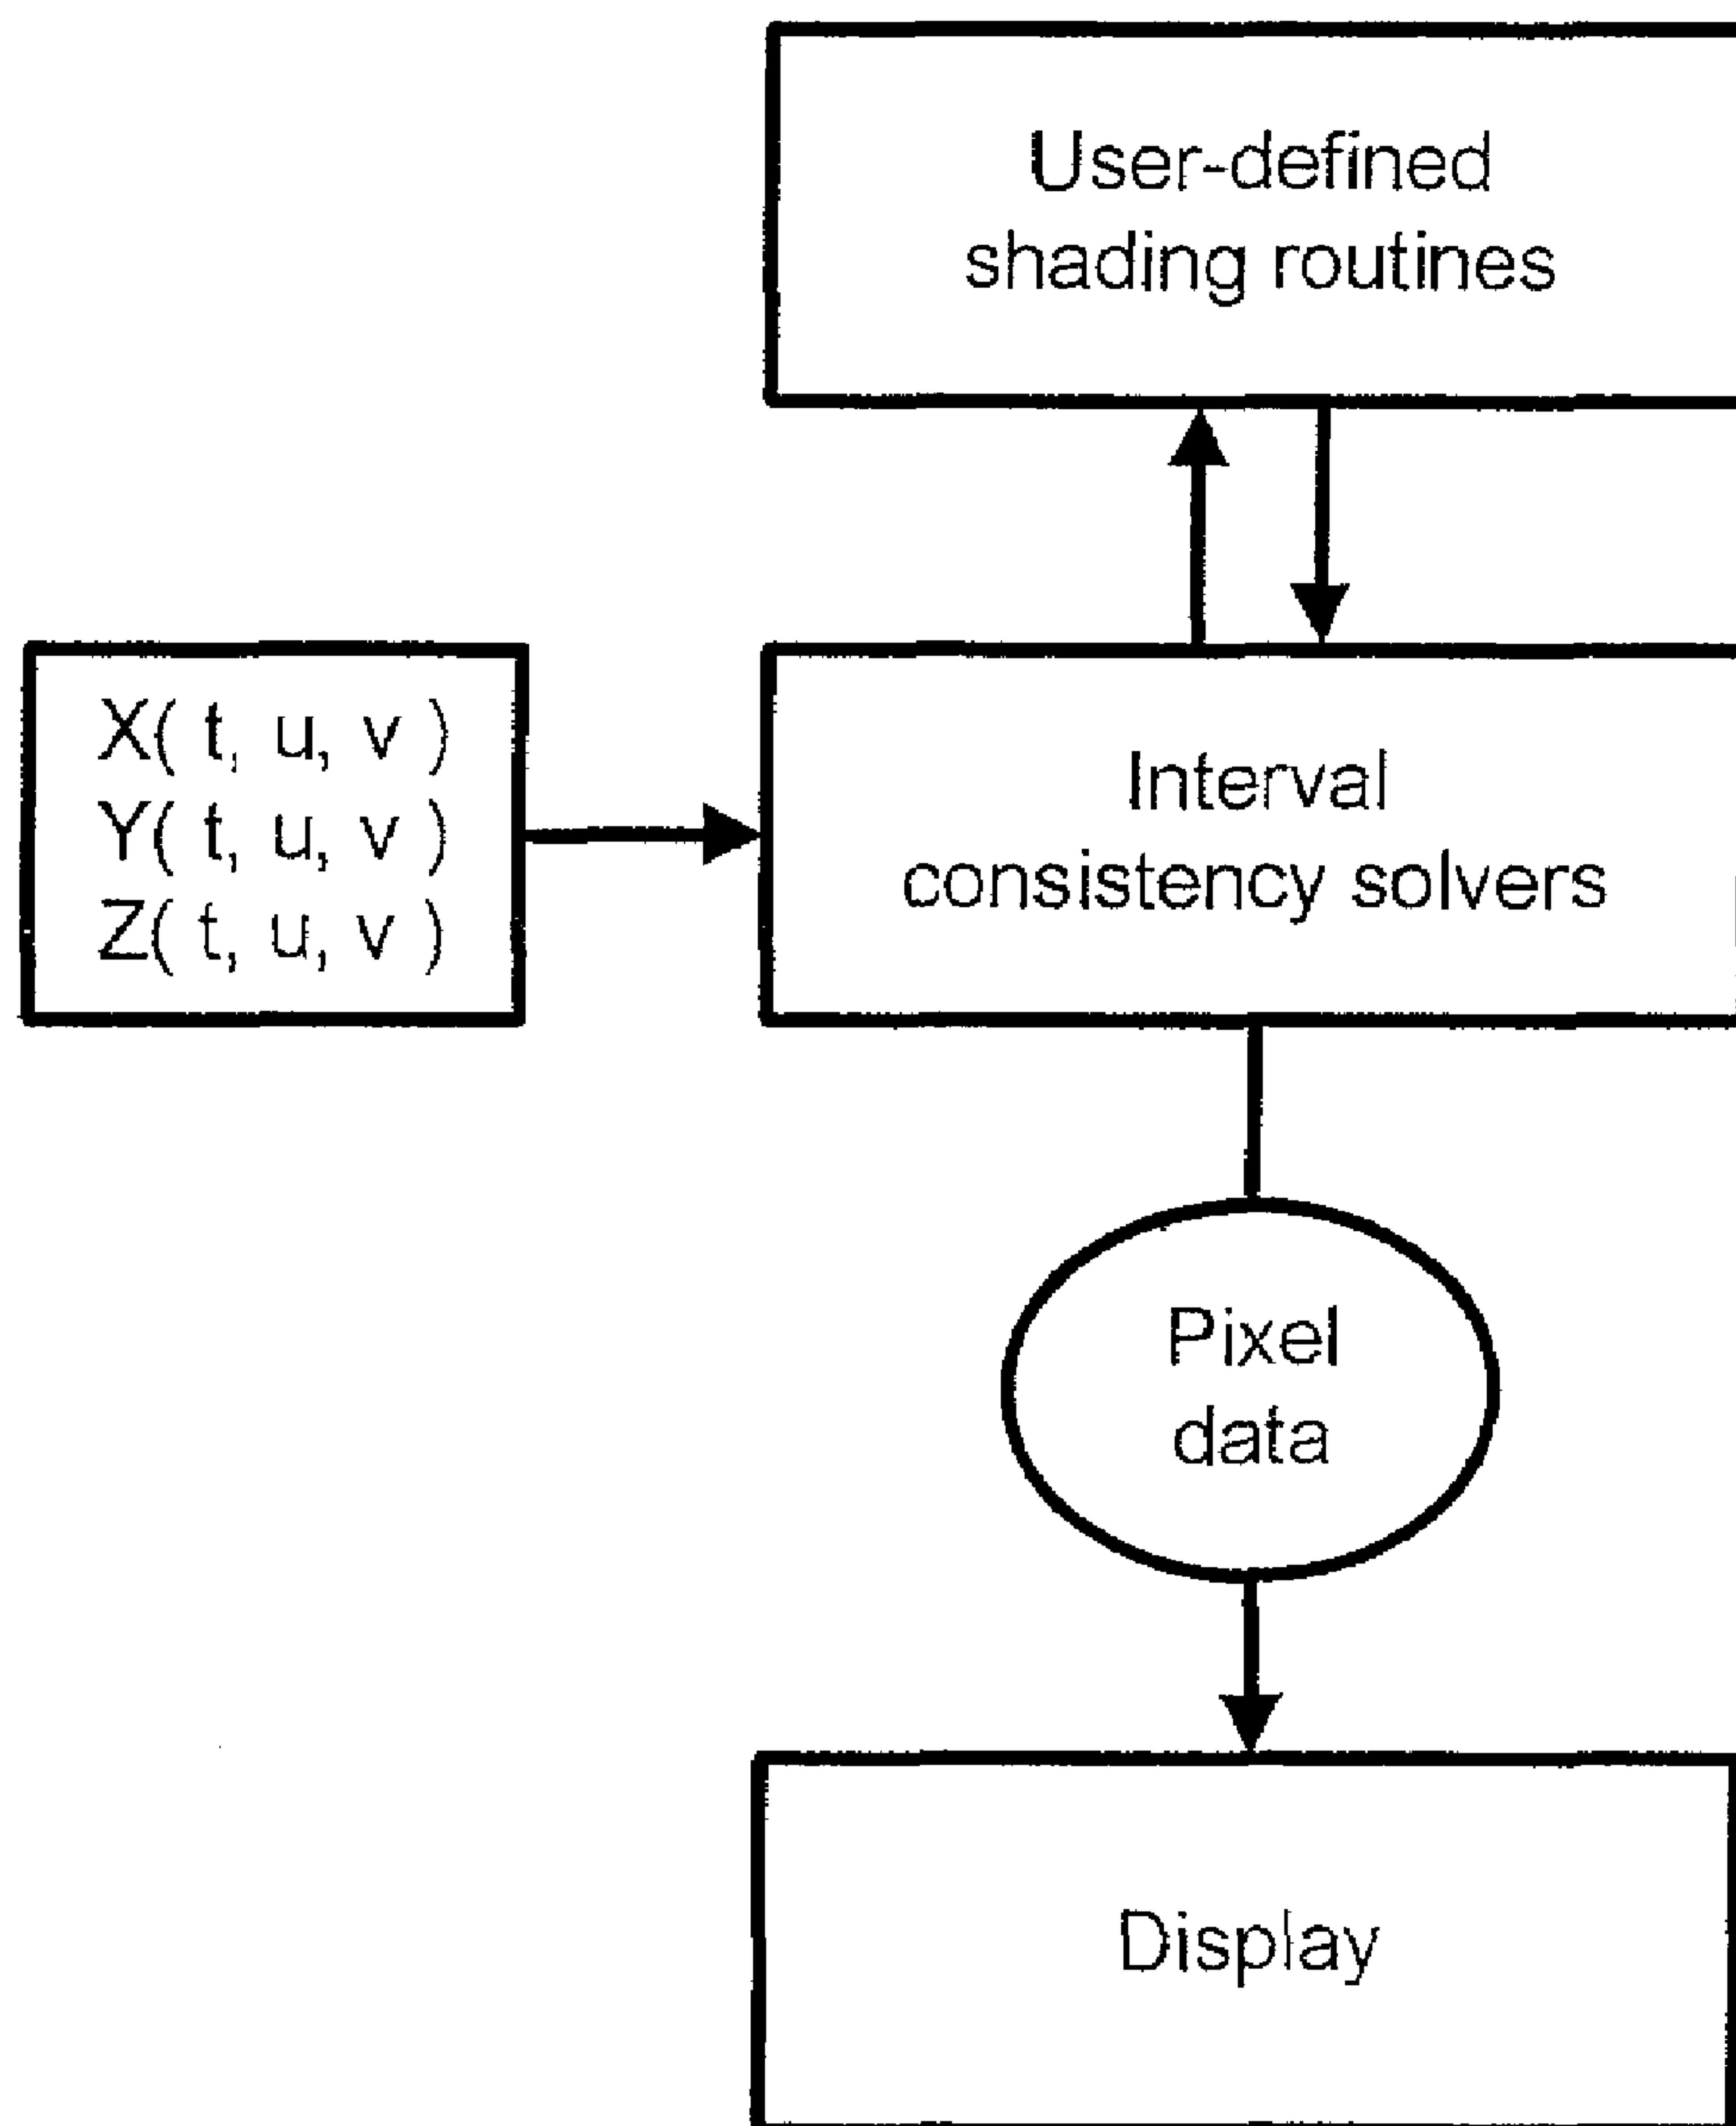 User-defined
shading routines
X( t, u, v )
Y( t, u, v )
Z( t, u, v )
Interval
consistency solvers
Pixel
data
Display